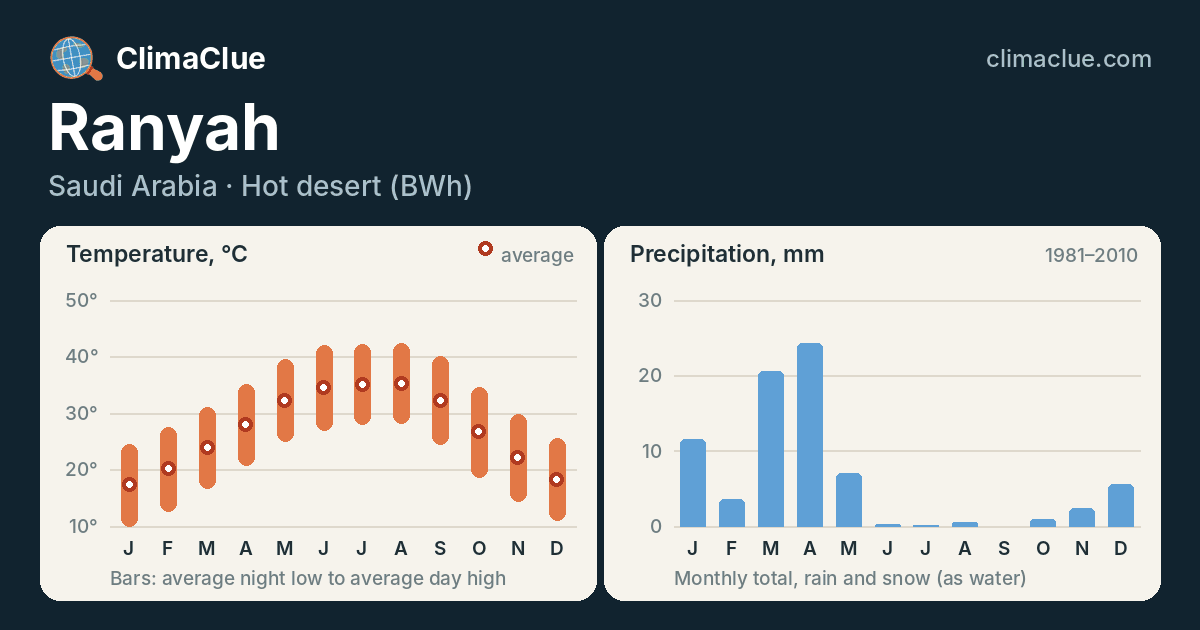 ClimaClue
climaclue.com
Ranyah
Saudi Arabia · Hot desert (BWh)
Temperature, °C
average
50°
40°
30°
20°
10°
J F M A M J J A S O N D
Bars: average night low to average day high
Precipitation, mm
1981–2010
30
20
10
0
J F M A M J J A S O N D
Monthly total, rain and snow (as water)